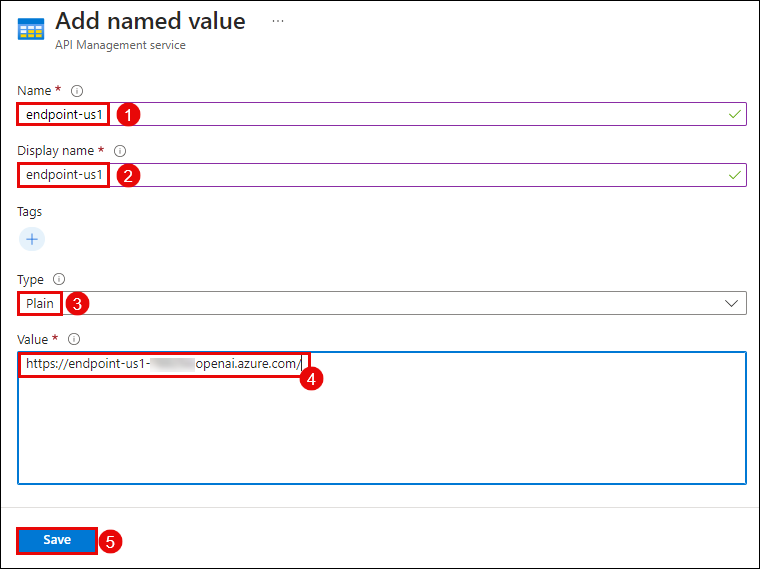 Add named value ...
API Management service
Name *
endpoint-us1 1
Display name *
endpoint-us1 2
Tags
Type
Plain 3
Value *
https://endpoint-us1- openai.azure.com/ 4
Save 5